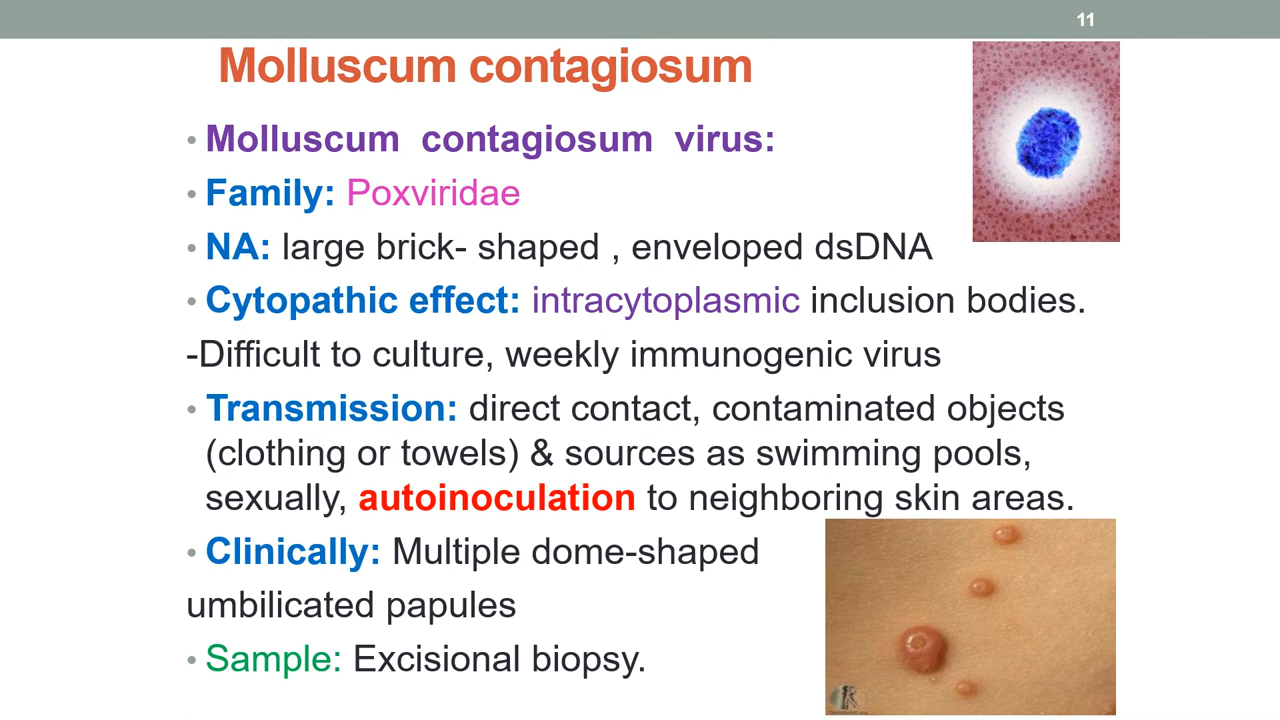 11
Molluscum contagiosum
• Molluscum contagiosum virus:
• Family: Poxviridae
• NA: large brick- shaped , enveloped dsDNA
• Cytopathic effect: intracytoplasmic inclusion bodies.
-Difficult to culture, weekly immunogenic virus
• Transmission: direct contact, contaminated objects
(clothing or towels) & sources as swimming pools,
sexually, autoinoculation to neighboring skin areas.
• Clinically: Multiple dome-shaped
umbilicated papules
• Sample: Excisional biopsy.